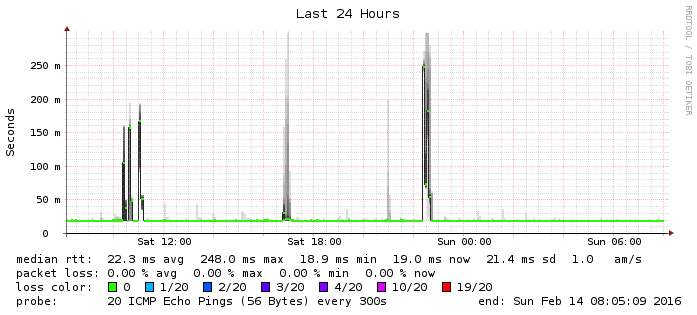 Last 24 Hours
RRDTOOL / TOBI OETIKER
Seconds
250 m
200 m
150 m
100 m
50 m
0
Sat 12:00 Sat 18:00 Sun 00:00 Sun 06:00
median rtt: 22.3 ms avg 248.0 ms max 18.9 ms min 19.0 ms now 21.4 ms sd 1.0 am/s
packet loss: 0.00 % avg 0.00 % max 0.00 % min 0.00 % now
loss color: 0 1/20 2/20 3/20 4/20 10/20 19/20
probe: 20 ICMP Echo Pings (56 Bytes) every 300s end: Sun Feb 14 08:05:09 2016